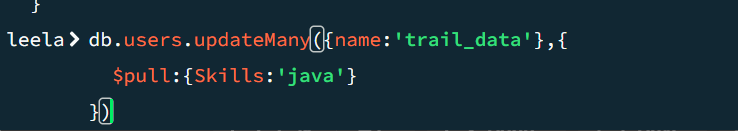 }
leela> db.users.updateMany({name:'trail_data'},{
$pull:{Skills:'java'}
})